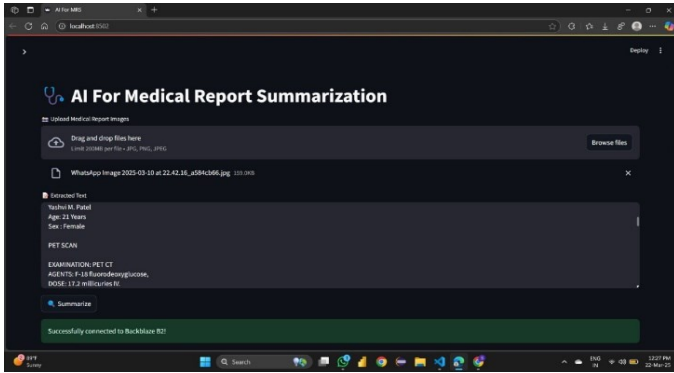 AI For MRS
localhost:8502
Deploy
AI For Medical Report Summarization
Upload Medical Report Images
Drag and drop files here
Limit 200MB per file • JPG, PNG, JPEG
Browse files
WhatsApp Image 2025-03-10 at 22.42.16_a584cb66.jpg
Extracted Text
Yashvi M. Patel
Age: 21 Years
Sex : Female
PET SCAN
EXAMINATION: PET CT
AGENTS: F-18 fluorodeoxyglucose,
DOSE: 17.2 millicuries IV.
Summarize
Successfully connected to Backblaze B2!
Sunny
Search
ENG
IN
12:27 PM
22-Mar-25